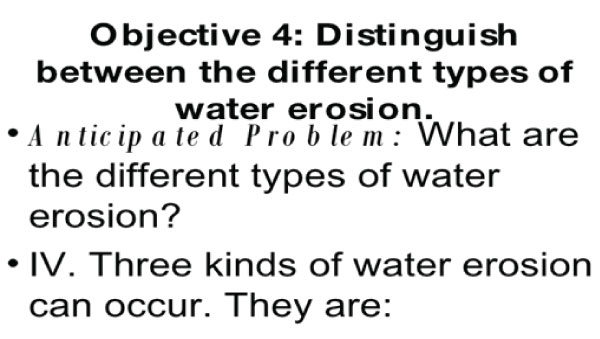 Objective 4: Distinguish
between the different types of
water erosion.
• Anticipated Problem: What are
the different types of water
erosion?
• IV. Three kinds of water erosion
can occur. They are: